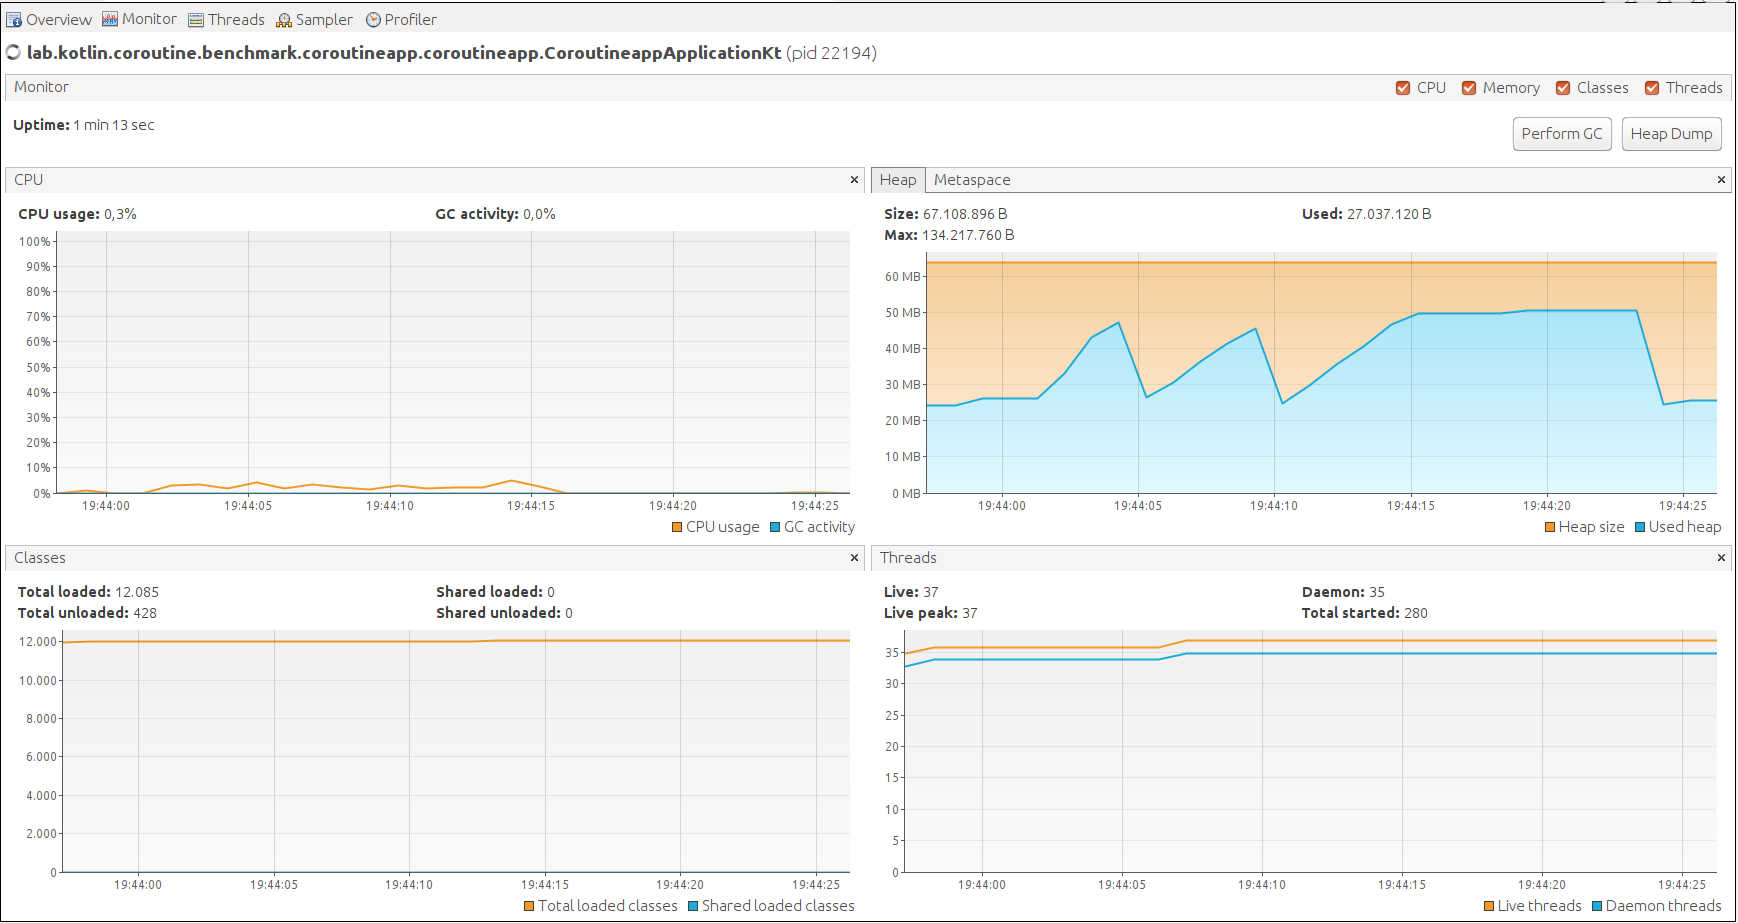 Overview Monitor Threads Sampler Profiler
lab.kotlin.coroutine.benchmark.coroutineapp.coroutineapp.CoroutineappApplicationKt (pid 22194)
Monitor CPU Memory Classes Threads
Uptime: 1 min 13 sec
Perform GC Heap Dump
CPU
CPU usage: 0,3% GC activity: 0,0%
100%
90%
80%
70%
60%
50%
40%
30%
20%
10%
0%
19:44:00 19:44:05 19:44:10 19:44:15 19:44:20 19:44:25
CPU usage GC activity
Heap Metaspace
Size: 67.108.896 B Used: 27.037.120 B
Max: 134.217.760 B
60 MB
50 MB
40 MB
30 MB
20 MB
10 MB
0 MB
19:44:00 19:44:05 19:44:10 19:44:15 19:44:20 19:44:25
Heap size Used heap
Classes
Total loaded: 12.085 Shared loaded: 0
Total unloaded: 428 Shared unloaded: 0
12.000
10.000
8.000
6.000
4.000
2.000
0
19:44:00 19:44:05 19:44:10 19:44:15 19:44:20 19:44:25
Total loaded classes Shared loaded classes
Threads
Live: 37 Daemon: 35
Live peak: 37 Total started: 280
35
30
25
20
15
10
5
0
19:44:00 19:44:05 19:44:10 19:44:15 19:44:20 19:44:25
Live threads Daemon threads